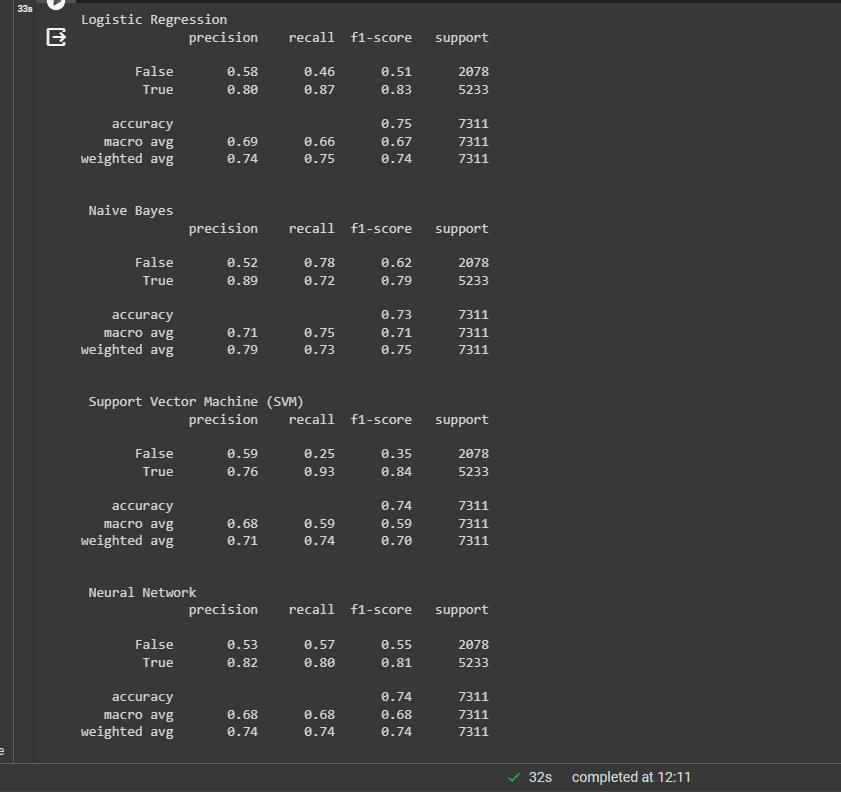 33s
Logistic Regression
precision recall f1-score support
False 0.58 0.46 0.51 2078
True 0.80 0.87 0.83 5233
accuracy 0.75 7311
macro avg 0.69 0.66 0.67 7311
weighted avg 0.74 0.75 0.74 7311
Naive Bayes
precision recall f1-score support
False 0.52 0.78 0.62 2078
True 0.89 0.72 0.79 5233
accuracy 0.73 7311
macro avg 0.71 0.75 0.71 7311
weighted avg 0.79 0.73 0.75 7311
Support Vector Machine (SVM)
precision recall f1-score support
False 0.59 0.25 0.35 2078
True 0.76 0.93 0.84 5233
accuracy 0.74 7311
macro avg 0.68 0.59 0.59 7311
weighted avg 0.71 0.74 0.70 7311
Neural Network
precision recall f1-score support
False 0.53 0.57 0.55 2078
True 0.82 0.80 0.81 5233
accuracy 0.74 7311
macro avg 0.68 0.68 0.68 7311
weighted avg 0.74 0.74 0.74 7311
e
32s completed at 12:11